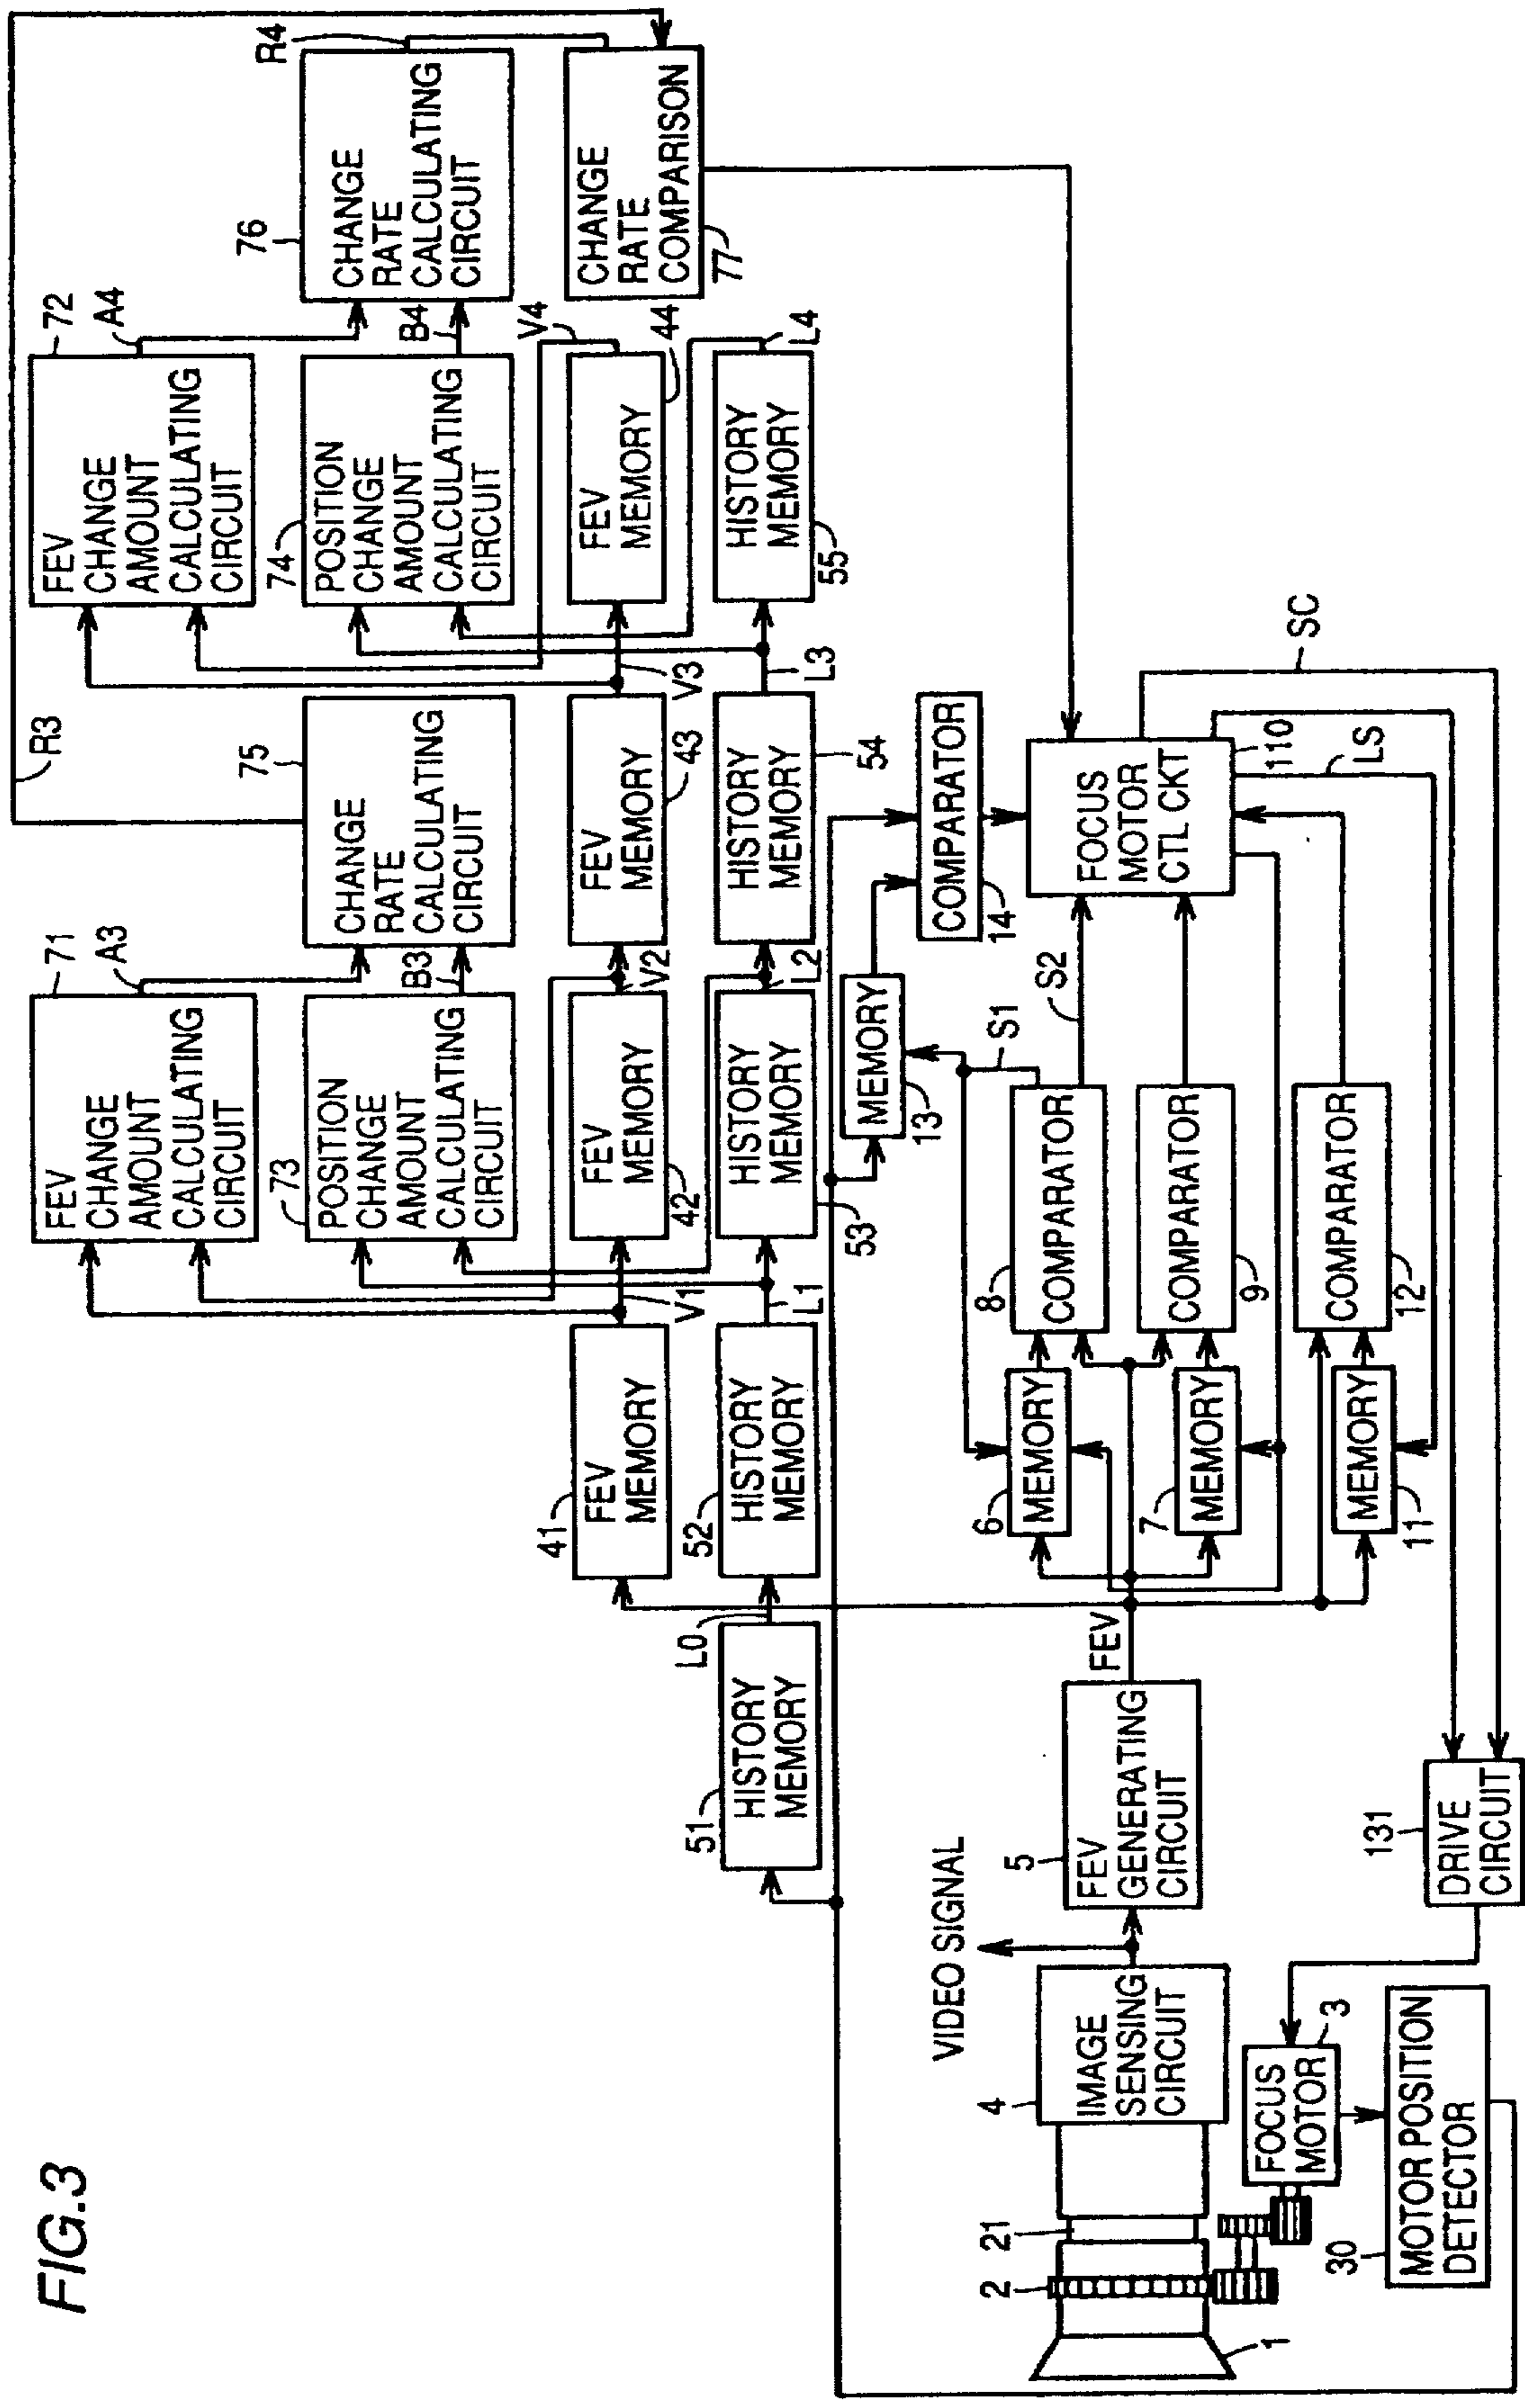 FIG.3
71
FEV
CHANGE
AMOUNT
CALCULATING
CIRCUIT
A3
73
POSITION
CHANGE
AMOUNT
CALCULATING
CIRCUIT
B3
75
CHANGE
RATE
CALCULATING
CIRCUIT
R3
72
FEV
CHANGE
AMOUNT
CALCULATING
CIRCUIT
A4
74
POSITION
CHANGE
AMOUNT
CALCULATING
CIRCUIT
B4
76
CHANGE
RATE
CALCULATING
CIRCUIT
R4
CHANGE
RATE
COMPARISON
77
41
FEV
MEMORY
V1
FEV
MEMORY
42
V2
FEV
MEMORY
43
V3
FEV
MEMORY
44
V4
51
HISTORY
MEMORY
L0
52
HISTORY
MEMORY
L1
HISTORY
MEMORY
53
L2
HISTORY
MEMORY
54
L3
HISTORY
MEMORY
55
L4
MEMORY
13
COMPARATOR
14
VIDEO SIGNAL
1
2
21
4
IMAGE
SENSING
CIRCUIT
5
FEV
GENERATING
CIRCUIT
FEV
6
MEMORY
8
COMPARATOR
S1
S2
7
MEMORY
COMPARATOR
9
MEMORY
11
COMPARATOR
12
FOCUS
MOTOR
CTL CKT
110
LS
SC
FOCUS
MOTOR
3
30
MOTOR POSITION
DETECTOR
131
DRIVE
CIRCUIT